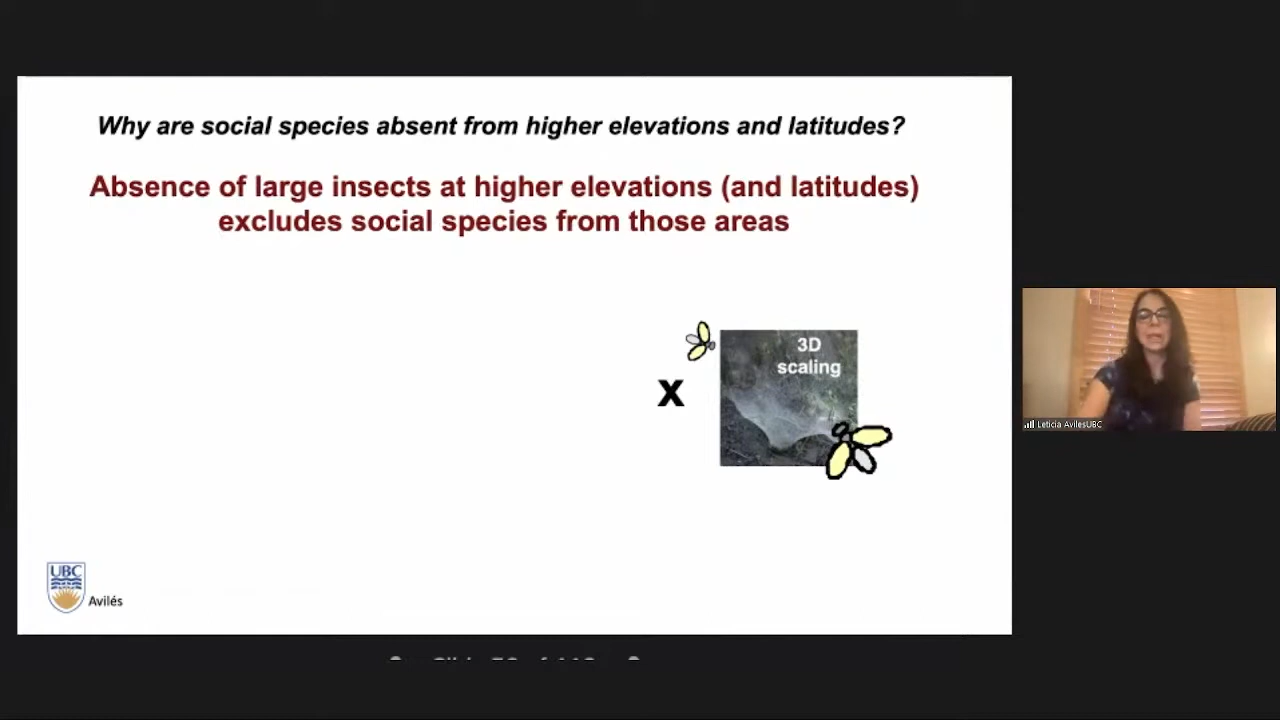 Why are social species absent from higher elevations and latitudes?
Absence of large insects at higher elevations (and latitudes)
excludes social species from those areas
3D
scaling
x
Leticia AvilesUBC
UBC
Avilés